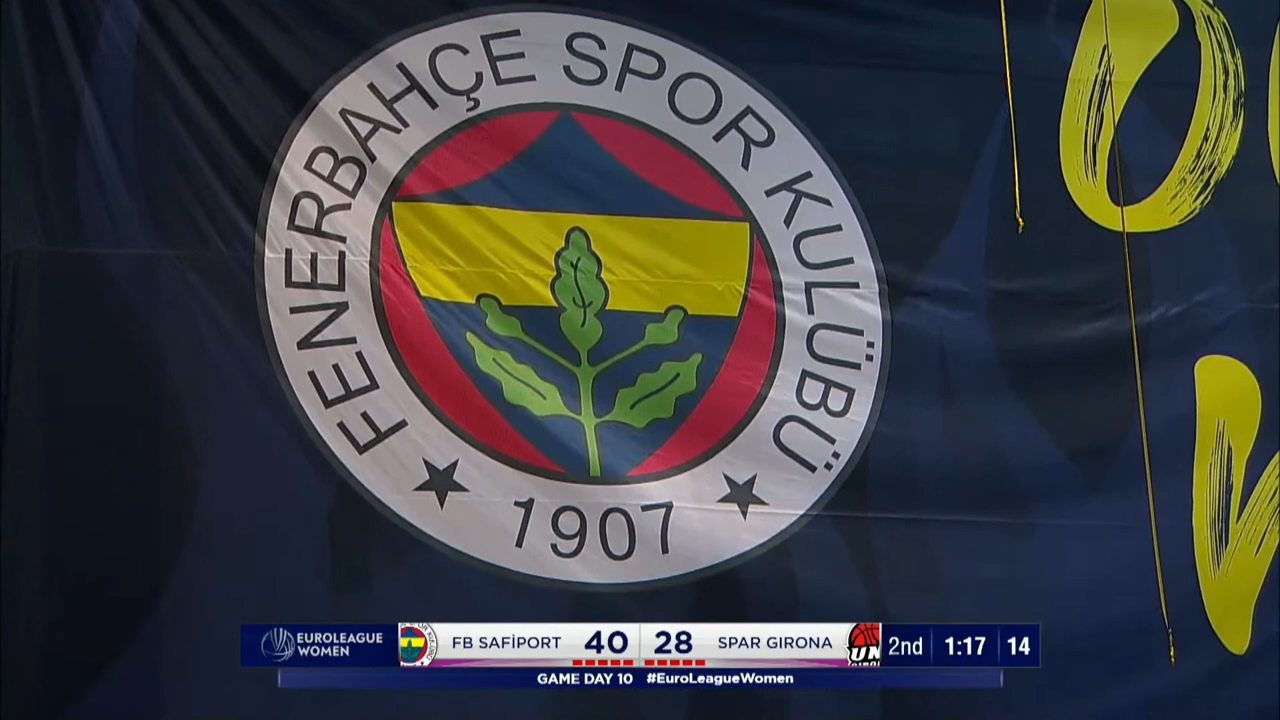 FENERBAHÇE SPOR KULÜBÜ
1907
EUROLEAGUE
WOMEN
FB SAFİPORT 40 28 SPAR GIRONA 2nd 1:17 14
GAME DAY 10 #EuroLeagueWomen